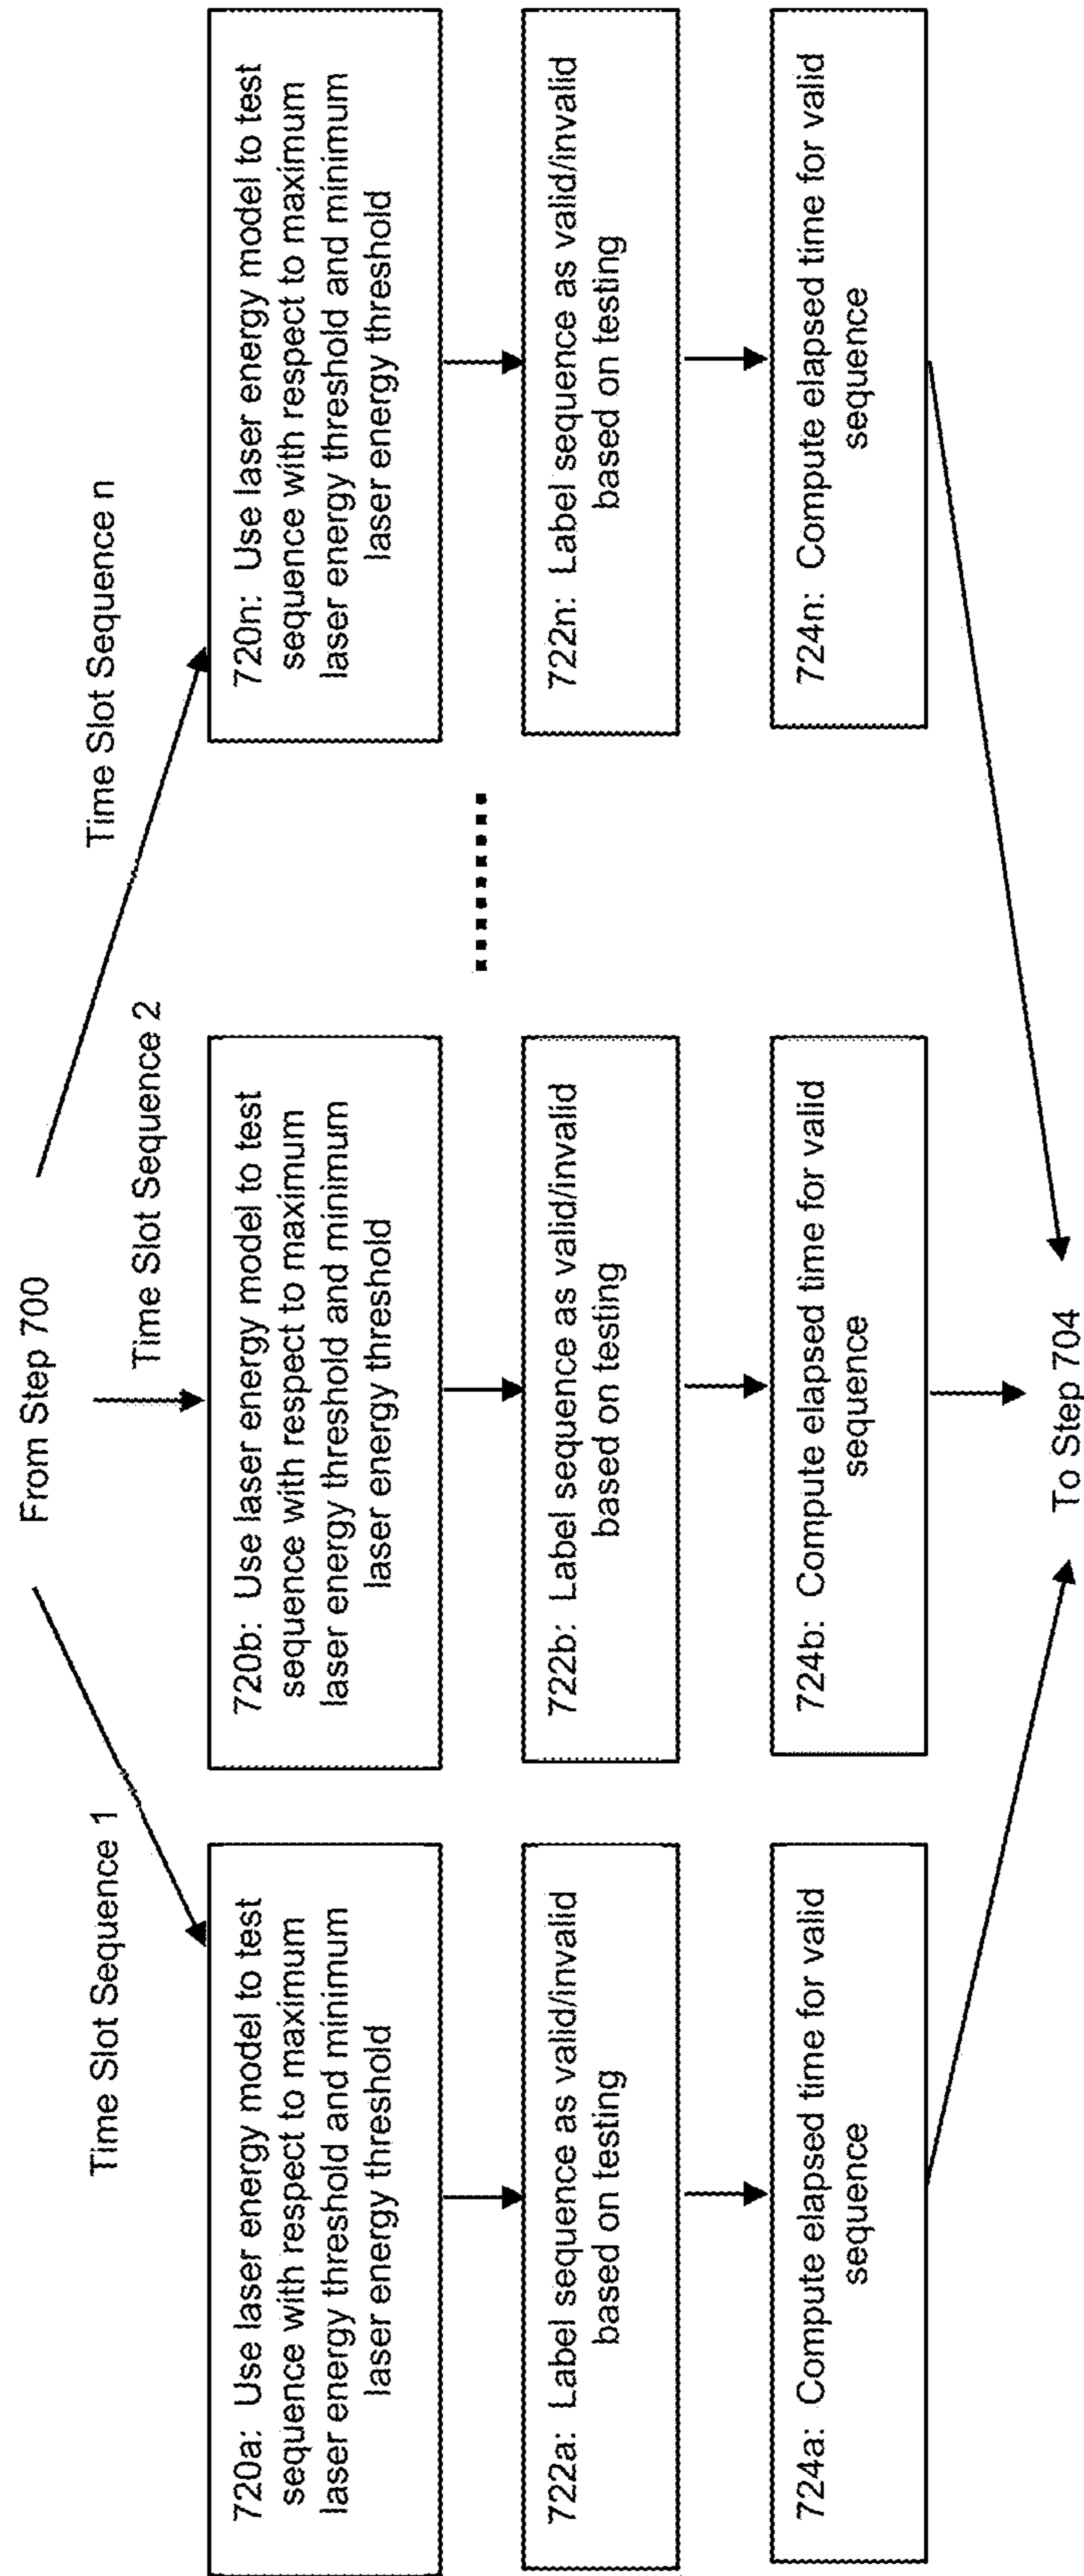 From Step 700
Time Slot Sequence 1
Time Slot Sequence 2
Time Slot Sequence n
720a: Use laser energy model to test
sequence with respect to maximum
laser energy threshold and minimum
laser energy threshold
722a: Label sequence as valid/invalid
based on testing
724a: Compute elapsed time for valid
sequence
720b: Use laser energy model to test
sequence with respect to maximum
laser energy threshold and minimum
laser energy threshold
722b: Label sequence as valid/invalid
based on testing
724b: Compute elapsed time for valid
sequence
720n: Use laser energy model to test
sequence with respect to maximum
laser energy threshold and minimum
laser energy threshold
722n: Label sequence as valid/invalid
based on testing
724n: Compute elapsed time for valid
sequence
To Step 704